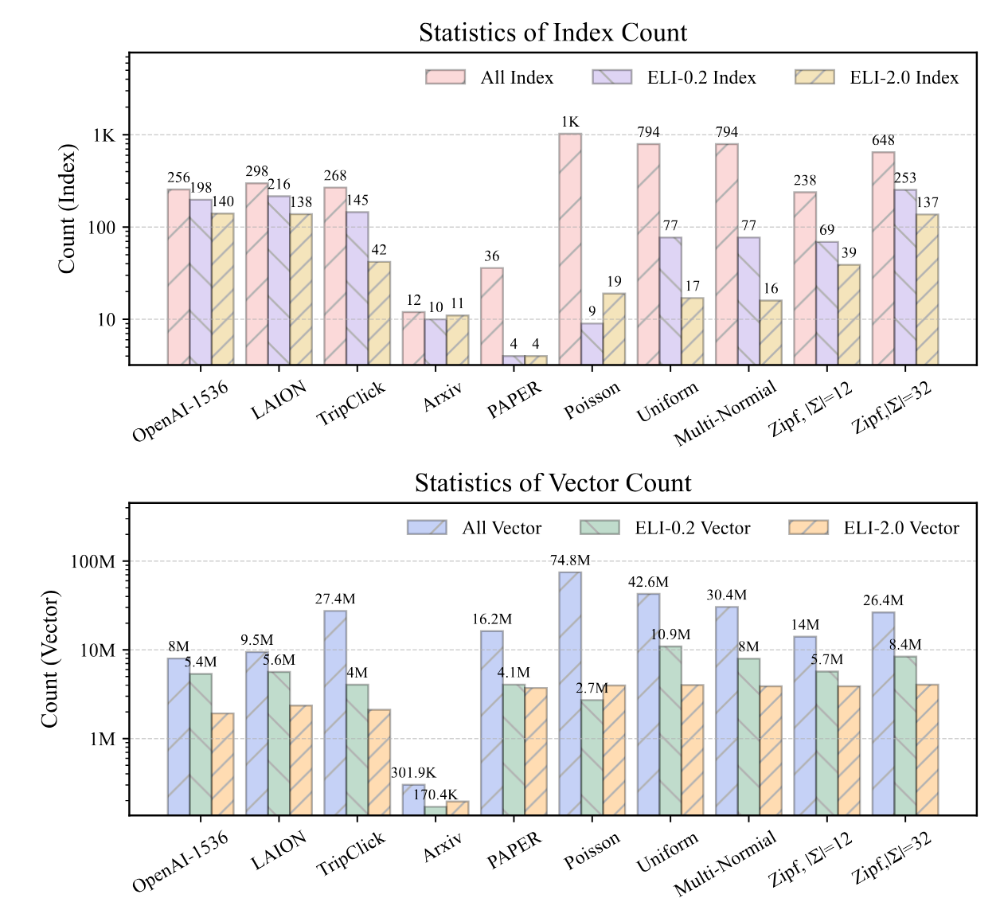 Statistics of Index Count
All Index
ELI-0.2 Index
ELI-2.0 Index
Count (Index)
1K
100
10
256 198 140
298 216 138
268 145 42
12 10 11
36 4 4
1K 9 19
794 77 17
794 77 16
238 69 39
648 253 137
OpenAI-1536
LAION
TripClick
Arxiv
PAPER
Poisson
Uniform
Multi-Normial
Zipf, |Σ|=12
Zipf,|Σ|=32
Statistics of Vector Count
All Vector
ELI-0.2 Vector
ELI-2.0 Vector
Count (Vector)
100M
10M
1M
8M 5.4M
9.5M 5.6M
27.4M 4M
301.9K 170.4K
16.2M 4.1M
74.8M 2.7M
42.6M 10.9M
30.4M 8M
14M 5.7M
26.4M 8.4M
OpenAI-1536
LAION
TripClick
Arxiv
PAPER
Poisson
Uniform
Multi-Normial
Zipf, |Σ|=12
Zipf,|Σ|=32